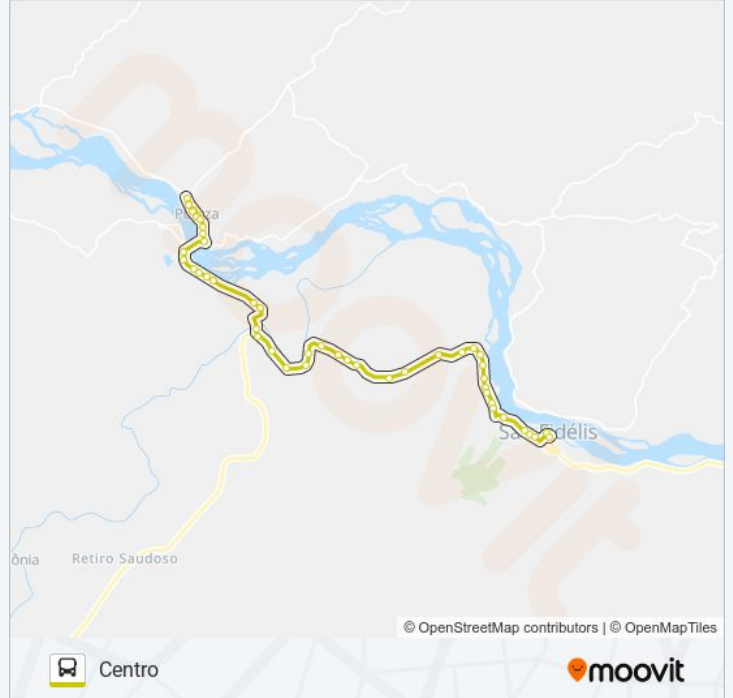 São Fidélis
ônia
Retiro Saudoso
© OpenStreetMap contributors | © OpenMapTiles
Centro
moovit